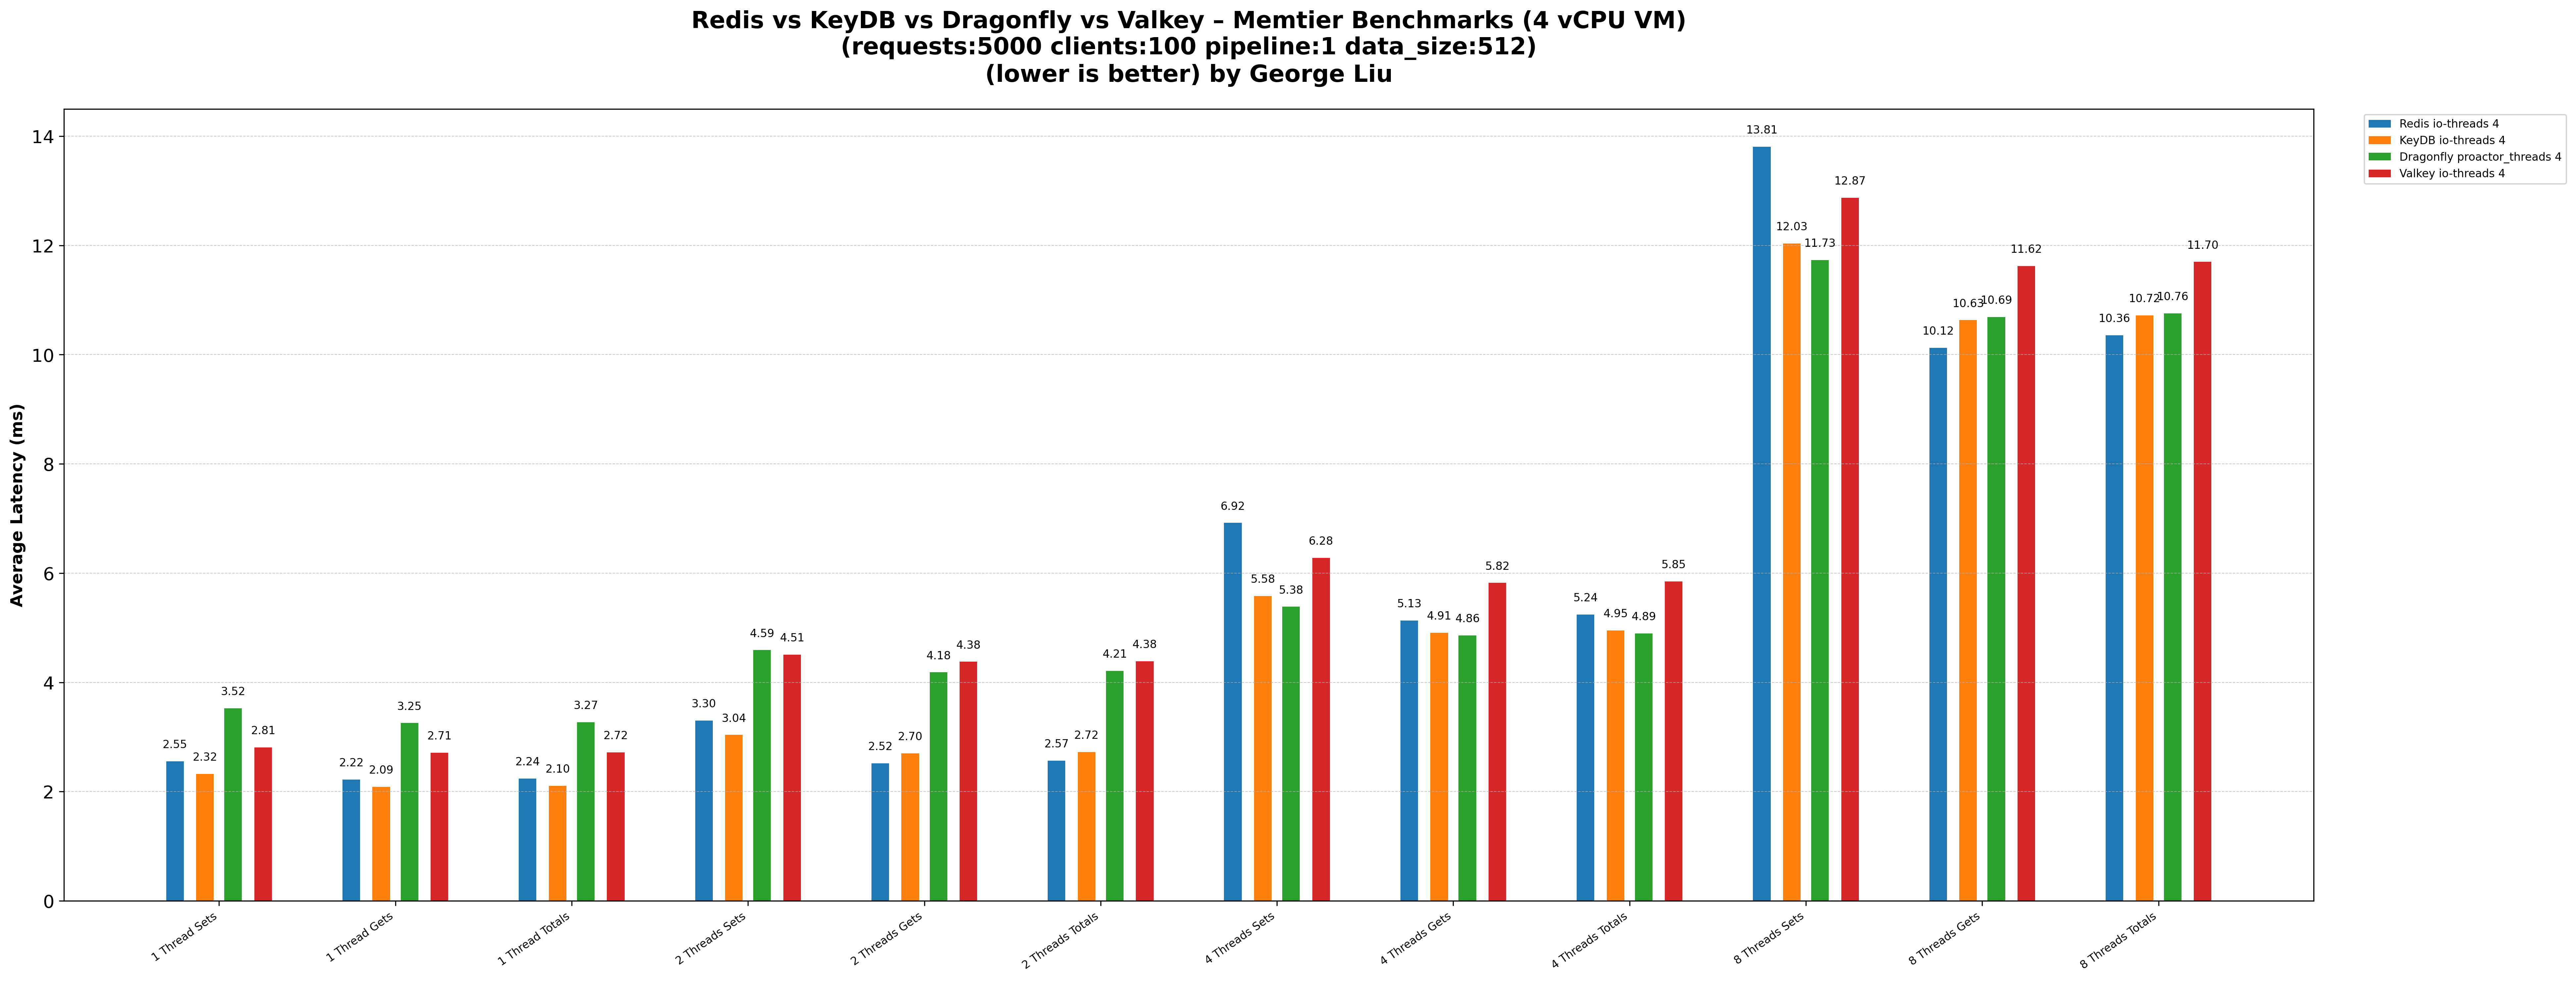 Redis vs KeyDB vs Dragonfly vs Valkey – Memtier Benchmarks (4 vCPU VM)
(requests:5000 clients:100 pipeline:1 data_size:512)
(lower is better) by George Liu
Redis io-threads 4
KeyDB io-threads 4
Dragonfly proactor_threads 4
Valkey io-threads 4
Average Latency (ms)
14
12
10
8
6
4
2
0
2.55 2.32 3.52 2.81
2.22 2.09 3.25 2.71
2.24 2.10 3.27 2.72
3.30 3.04 4.59 4.51
2.52 2.70 4.18 4.38
2.57 2.72 4.21 4.38
6.92 5.58 5.38 6.28
5.13 4.91 4.86 5.82
5.24 4.95 4.89 5.85
13.81 12.03 11.73 12.87
10.12 10.63 10.69 11.62
10.36 10.72 10.76 11.70
1 Thread Sets
1 Thread Gets
1 Thread Totals
2 Threads Sets
2 Threads Gets
2 Threads Totals
4 Threads Sets
4 Threads Gets
4 Threads Totals
8 Threads Sets
8 Threads Gets
8 Threads Totals